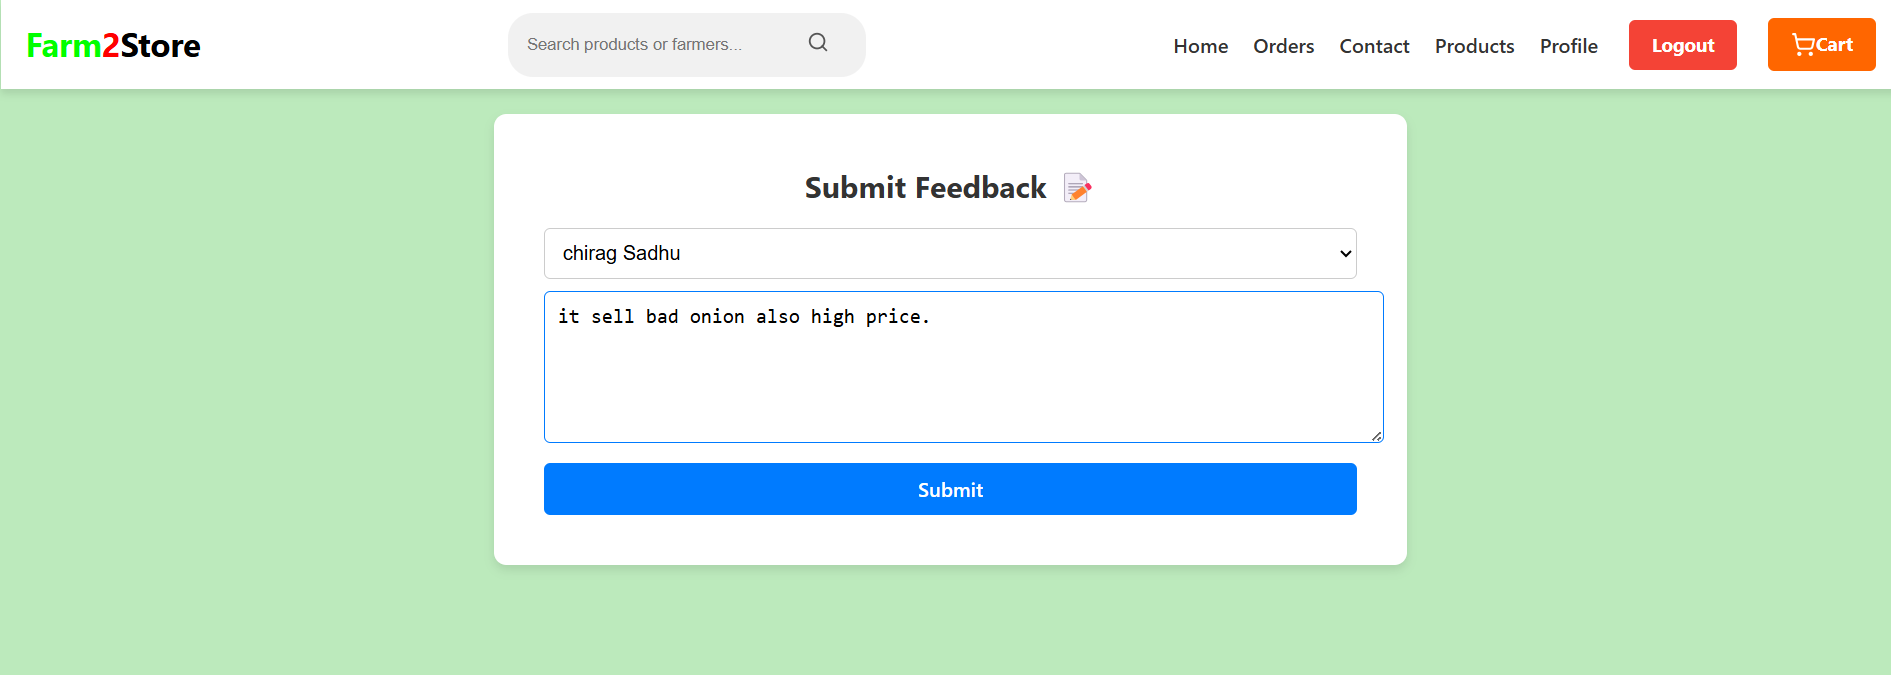 Farm2Store
Search products or farmers...
Home Orders Contact Products Profile Logout Cart
Submit Feedback
chirag Sadhu
it sell bad onion also high price.
Submit